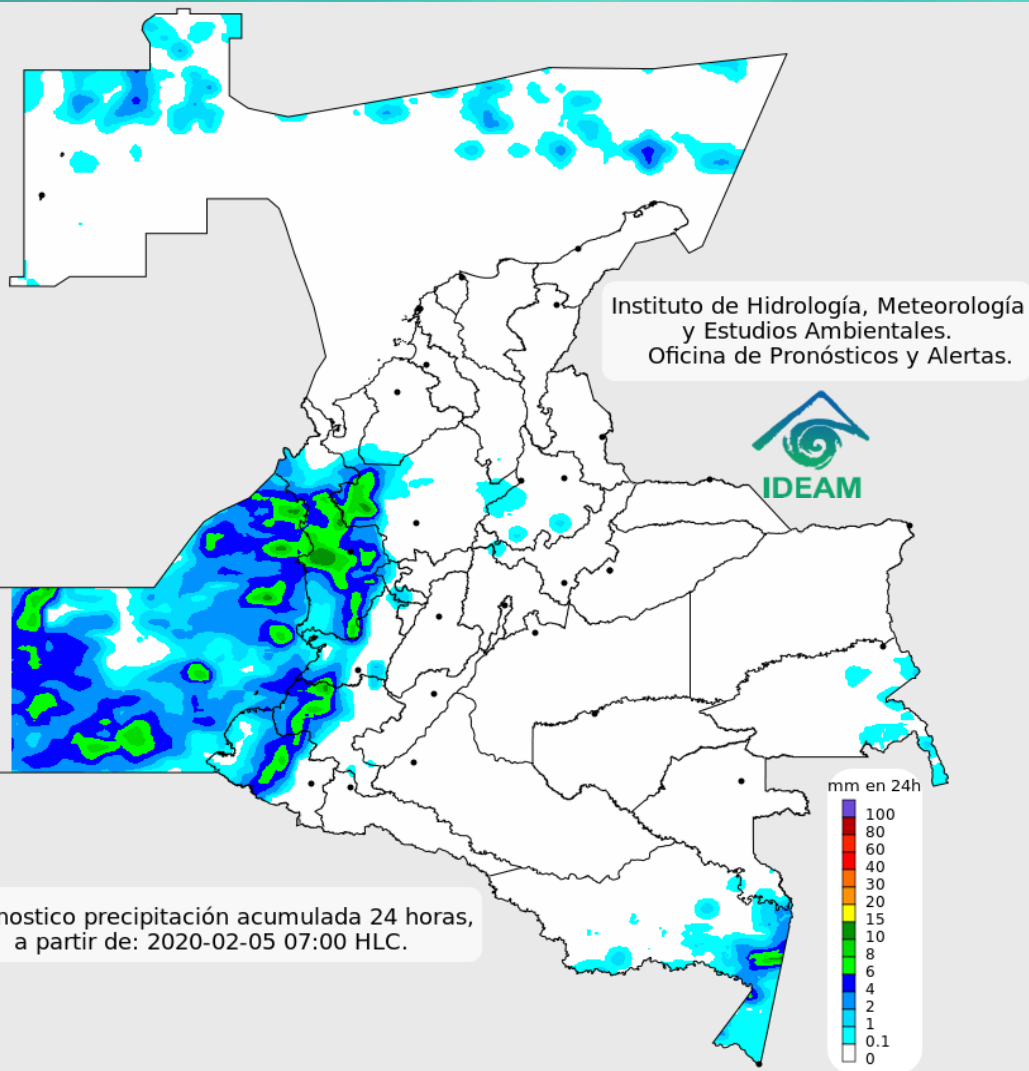 Instituto de Hidrología, Meteorología
y Estudios Ambientales.
Oficina de Pronósticos y Alertas.
IDEAM
mm en 24h
100
80
60
40
30
20
15
10
8
6
4
2
1
0.1
0
nostico precipitación acumulada 24 horas,
a partir de: 2020-02-05 07:00 HLC.